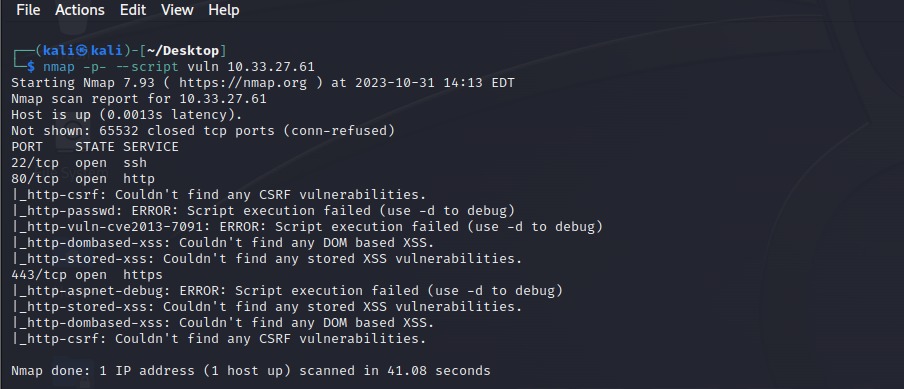 File Actions Edit View Help
┌──(kali㉿kali)-[~/Desktop]
└─$ nmap -p- --script vuln 10.33.27.61
Starting Nmap 7.93 ( https://nmap.org ) at 2023-10-31 14:13 EDT
Nmap scan report for 10.33.27.61
Host is up (0.0013s latency).
Not shown: 65532 closed tcp ports (conn-refused)
PORT    STATE SERVICE
22/tcp  open  ssh
80/tcp  open  http
|_http-csrf: Couldn't find any CSRF vulnerabilities.
|_http-passwd: ERROR: Script execution failed (use -d to debug)
|_http-vuln-cve2013-7091: ERROR: Script execution failed (use -d to debug)
|_http-dombased-xss: Couldn't find any DOM based XSS.
|_http-stored-xss: Couldn't find any stored XSS vulnerabilities.
443/tcp open  https
|_http-aspnet-debug: ERROR: Script execution failed (use -d to debug)
|_http-stored-xss: Couldn't find any stored XSS vulnerabilities.
|_http-dombased-xss: Couldn't find any DOM based XSS.
|_http-csrf: Couldn't find any CSRF vulnerabilities.
Nmap done: 1 IP address (1 host up) scanned in 41.08 seconds